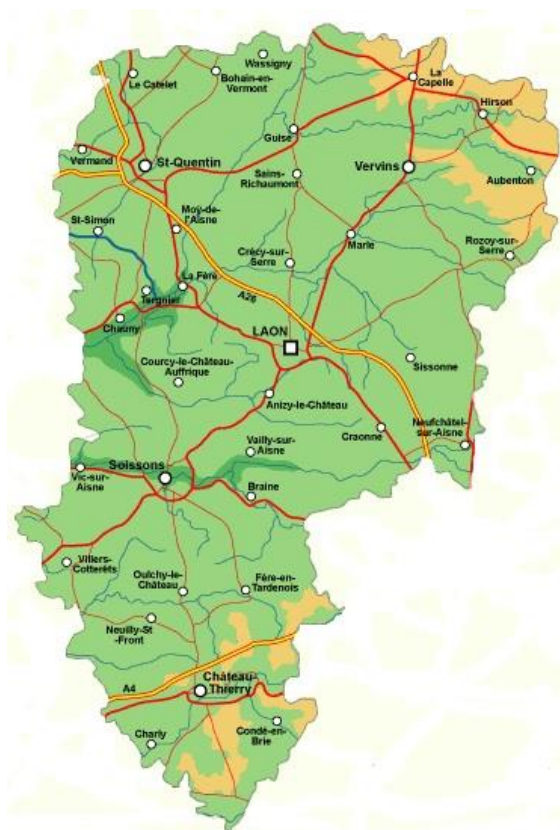 Wassigny
Le Catelet
Bohain-en-
Vermont
La
Capelle
Hirson
Guise
Vermand
St-Quentin
Sains-
Richaumont
Vervins
Aubenton
Moÿ-de-
l'Aisne
St-Simon
Marle
Crécy-sur-
Serre
Rozoy-sur-
Serre
La Fère
Tergnier
A26
Chauny
LAON
Courcy-le-Château-
Auffrique
Sissonne
Anizy-le-Château
Craonne
Neufchâtel-
sur-Aisne
Vailly-sur-
Aisne
Soissons
Vic-sur-
Aisne
Braine
Villers-
Cotterêts
Oulchy-le-
Château
Fère-en-
Tardenois
Neuilly-St
-Front
Château-
Thierry
A4
Charly
Condé-en-
Brie